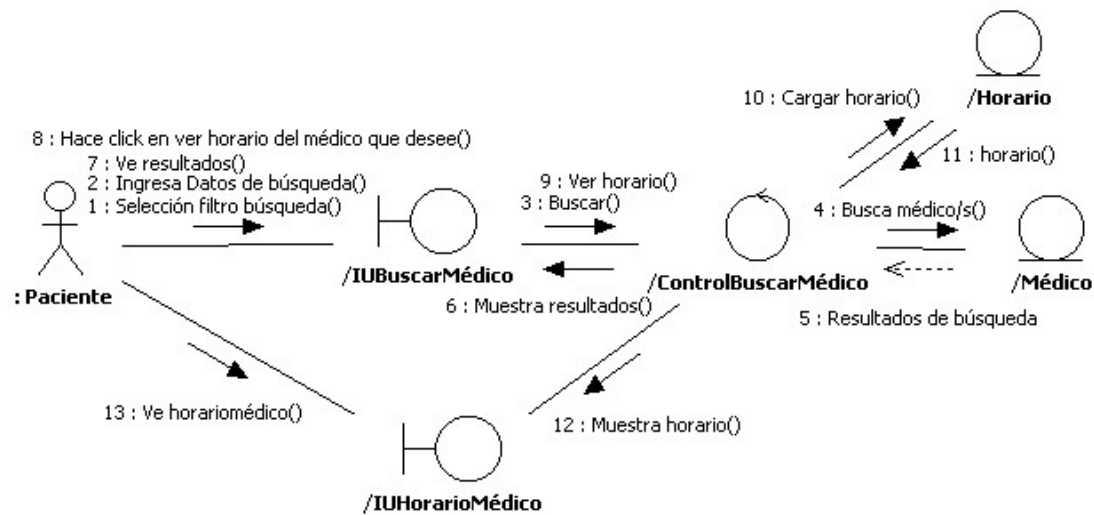 10 : Cargar horario()
/Horario
8 : Hace click en ver horario del médico que desee()
7 : Ve resultados()
2 : Ingresa Datos de búsqueda()
1 : Selección filtro búsqueda()
11 : horario()
9 : Ver horario()
3 : Buscar()
4 : Busca médico/s()
: Paciente
/IUBuscarMédico
/ControlBuscarMédico
/Médico
6 : Muestra resultados()
5 : Resultados de búsqueda
13 : Ve horariomédico()
12 : Muestra horario()
/IUHorarioMédico